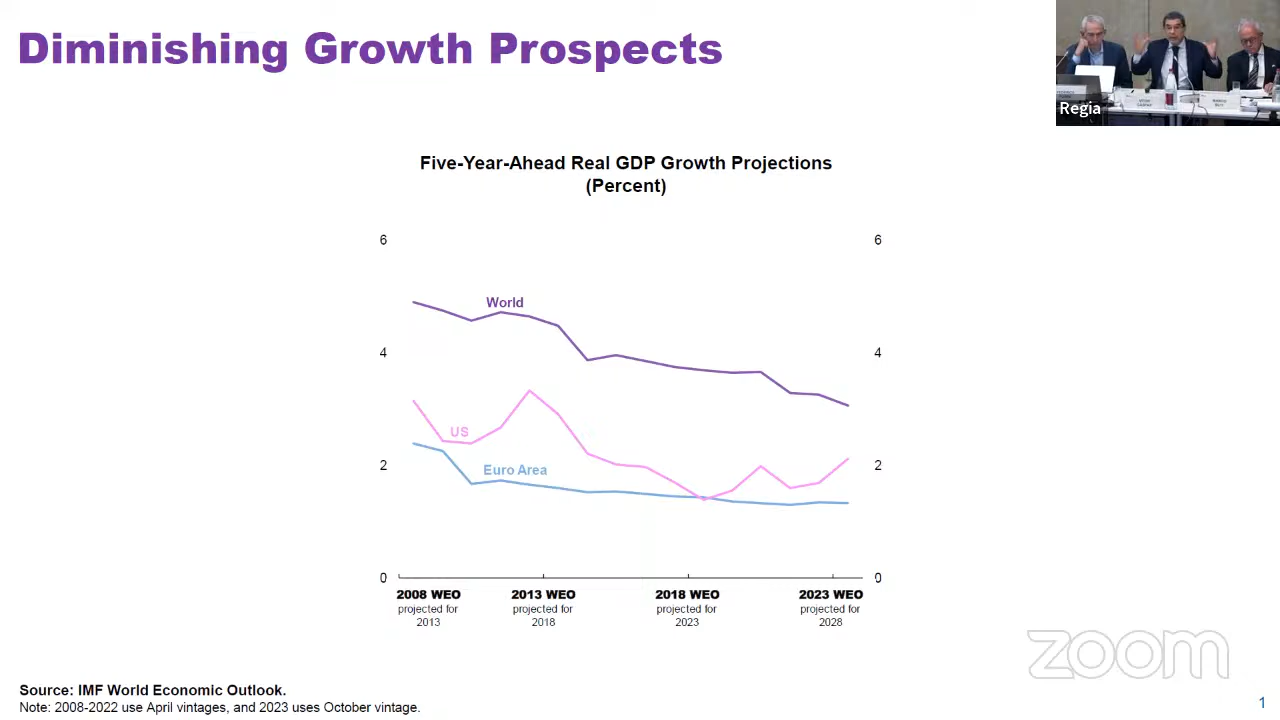 Diminishing Growth Prospects
Regia
Five-Year-Ahead Real GDP Growth Projections
(Percent)
6 6
World
4 4
US
2 2
Euro Area
0 0
2008 WEO 2013 WEO 2018 WEO 2023 WEO
projected for projected for projected for projected for
2013 2018 2023 2028
zoom
Source: IMF World Economic Outlook.
Note: 2008-2022 use April vintages, and 2023 uses October vintage.
1